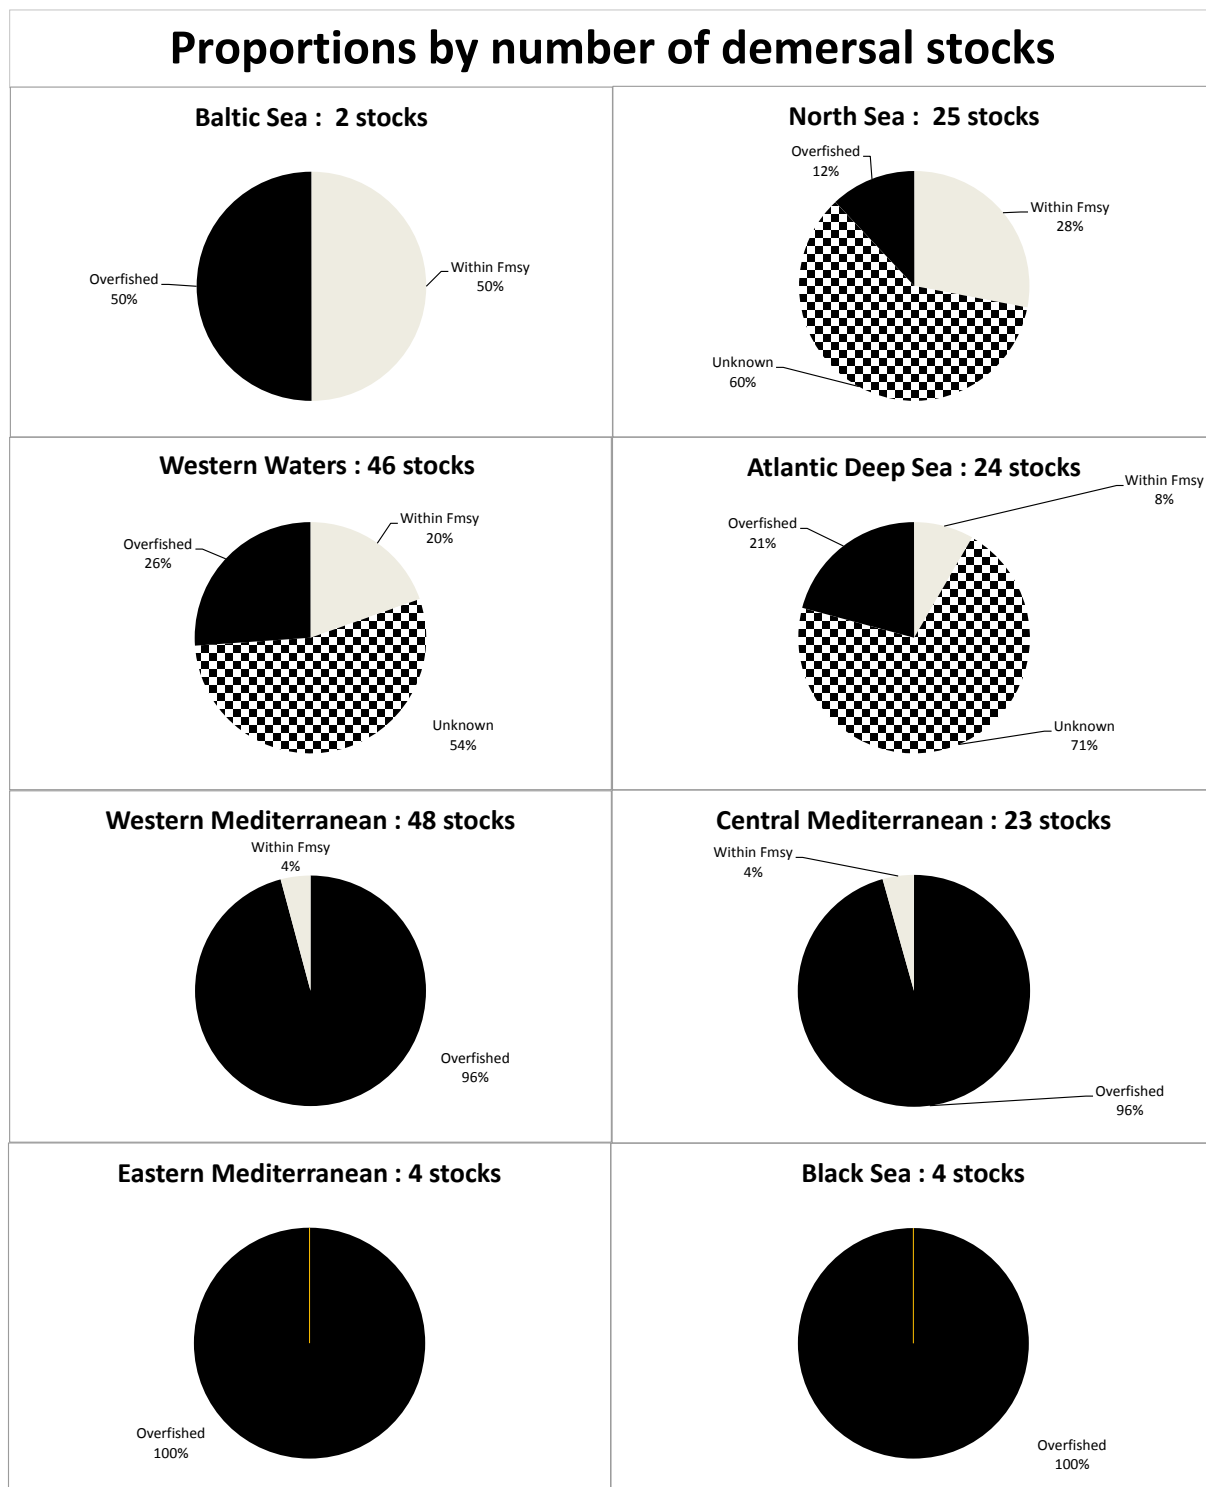 Proportions by number of demersal stocks
Baltic Sea : 2 stocks
Overfished
50%
Within Fmsy
50%
North Sea : 25 stocks
Overfished
12%
Within Fmsy
28%
Unknown
60%
Western Waters : 46 stocks
Overfished
26%
Within Fmsy
20%
Unknown
54%
Atlantic Deep Sea : 24 stocks
Within Fmsy
8%
Overfished
21%
Unknown
71%
Western Mediterranean : 48 stocks
Within Fmsy
4%
Overfished
96%
Central Mediterranean : 23 stocks
Within Fmsy
4%
Overfished
96%
Eastern Mediterranean : 4 stocks
Overfished
100%
Black Sea : 4 stocks
Overfished
100%